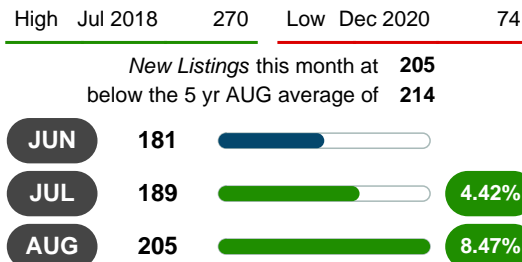 High Jul 2018 270 Low Dec 2020 74
New Listings this month at 205
below the 5 yr AUG average of 214
JUN 181
JUL 189 4.42%
AUG 205 8.47%